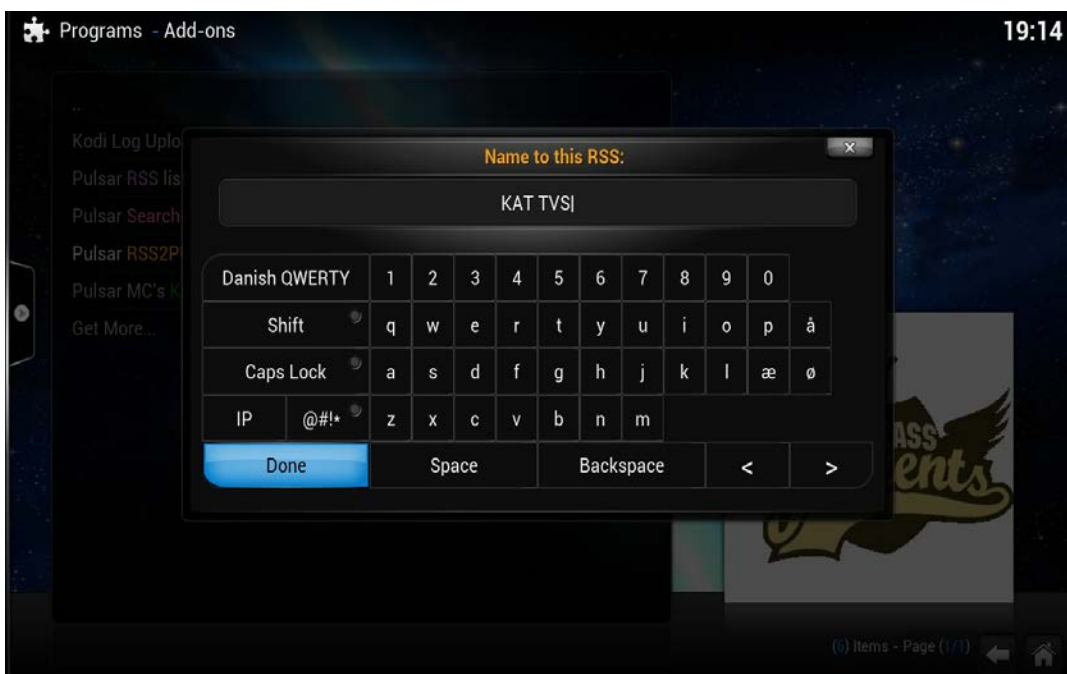 Programs - Add-ons
19:14
..
Kodi Log Uplo
Pulsar RSS lis
Pulsar Search
Pulsar RSS2P
Pulsar MC's K
Get More...
Name to this RSS:
x
KAT TVS
Danish QWERTY 1 2 3 4 5 6 7 8 9 0
Shift q w e r t y u i o p å
Caps Lock a s d f g h j k l æ ø
IP @#!* z x c v b n m
Done Space Backspace < >
ASS
ents
(6) Items - Page (1/1)